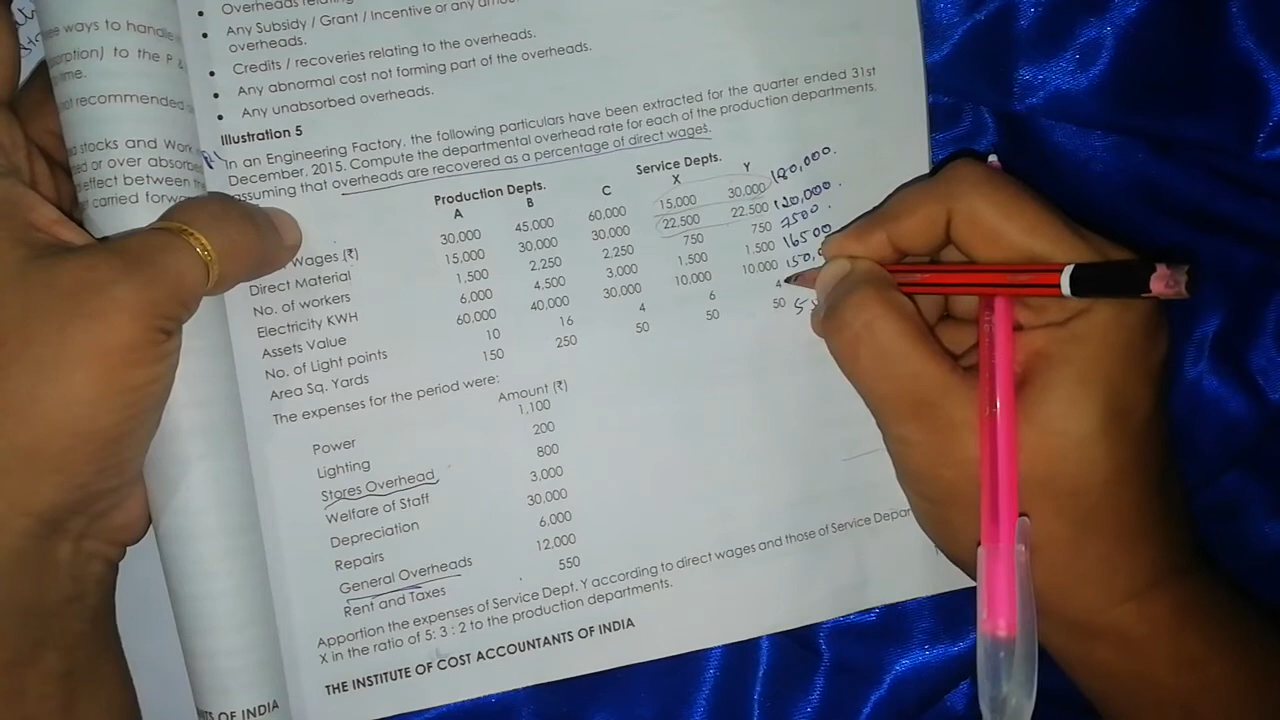 Overheads
Any Subsidy / Grant / Incentive or any
overheads.
Credits / recoveries relating to the overheads.
Any abnormal cost not forming part of the overheads.
Any unabsorbed overheads.
ways to handle
to the P &
time.
recommended
stocks and Work
or over absorbe
effect between
carried forw
Illustration 5
In an Engineering Factory, the following particulars have been extracted for the quarter ended 31st
December, 2015. Compute the departmental overhead rate for each of the production departments,
assuming that overheads are recovered as a percentage of direct wages.
Production Depts. Service Depts.
A B C X Y
Wages (₹) 30,000 45,000 60,000 15,000 30,000 180,000.
Direct Material 15,000 30,000 30,000 22,500 22,500 120,000.
No. of workers 1,500 2,250 2,250 750 750 7500.
Electricity KWH 6,000 4,500 3,000 1,500 1,500 16500
Assets Value 60,000 40,000 30,000 10,000 10,000
No. of Light points 10 16 4 6 4
Area Sq. Yards 150 250 50 50 50
The expenses for the period were:
Amount (₹)
Power 1,100
Lighting 200
Stores Overhead 800
Welfare of Staff 3,000
Depreciation 30,000
Repairs 6,000
General Overheads 12,000
Rent and Taxes 550
Apportion the expenses of Service Dept. Y according to direct wages and those of Service Depar
X in the ratio of 5: 3 : 2 to the production departments.
THE INSTITUTE OF COST ACCOUNTANTS OF INDIA
OF INDIA